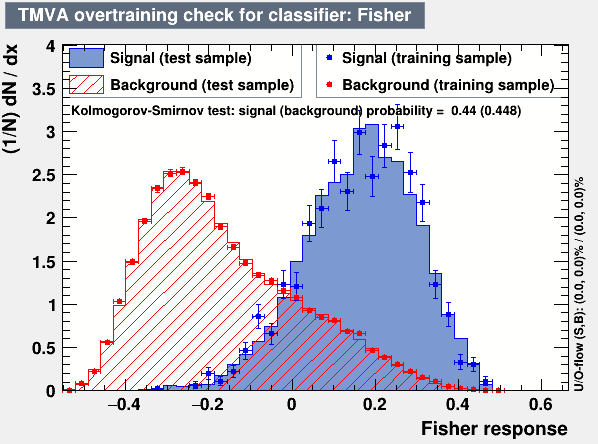 TMVA overtraining check for classifier: Fisher
(1/N) dN / dx
Signal (test sample)
Background (test sample)
Signal (training sample)
Background (training sample)
Kolmogorov-Smirnov test: signal (background) probability = 0.44 (0.448)
4
3.5
3
2.5
2
1.5
1
0.5
0
−0.4 −0.2 0 0.2 0.4 0.6
Fisher response
U/O-flow (S,B): (0.0, 0.0)% / (0.0, 0.0)%